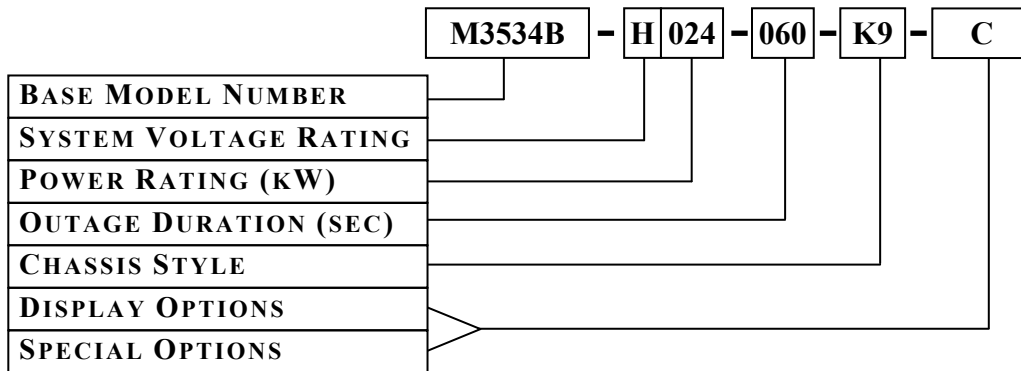 M3534B - H 024 - 060 - K9 - C
BASE MODEL NUMBER
SYSTEM VOLTAGE RATING
POWER RATING (KW)
OUTAGE DURATION (SEC)
CHASSIS STYLE
DISPLAY OPTIONS
SPECIAL OPTIONS